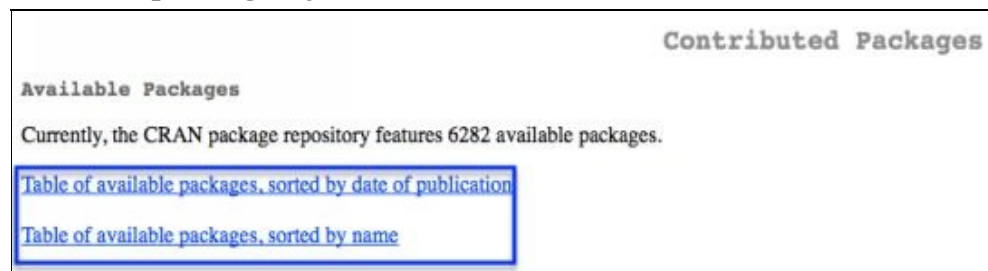 Contributed Packages
Available Packages
Currently, the CRAN package repository features 6282 available packages.
Table of available packages, sorted by date of publication
Table of available packages, sorted by name